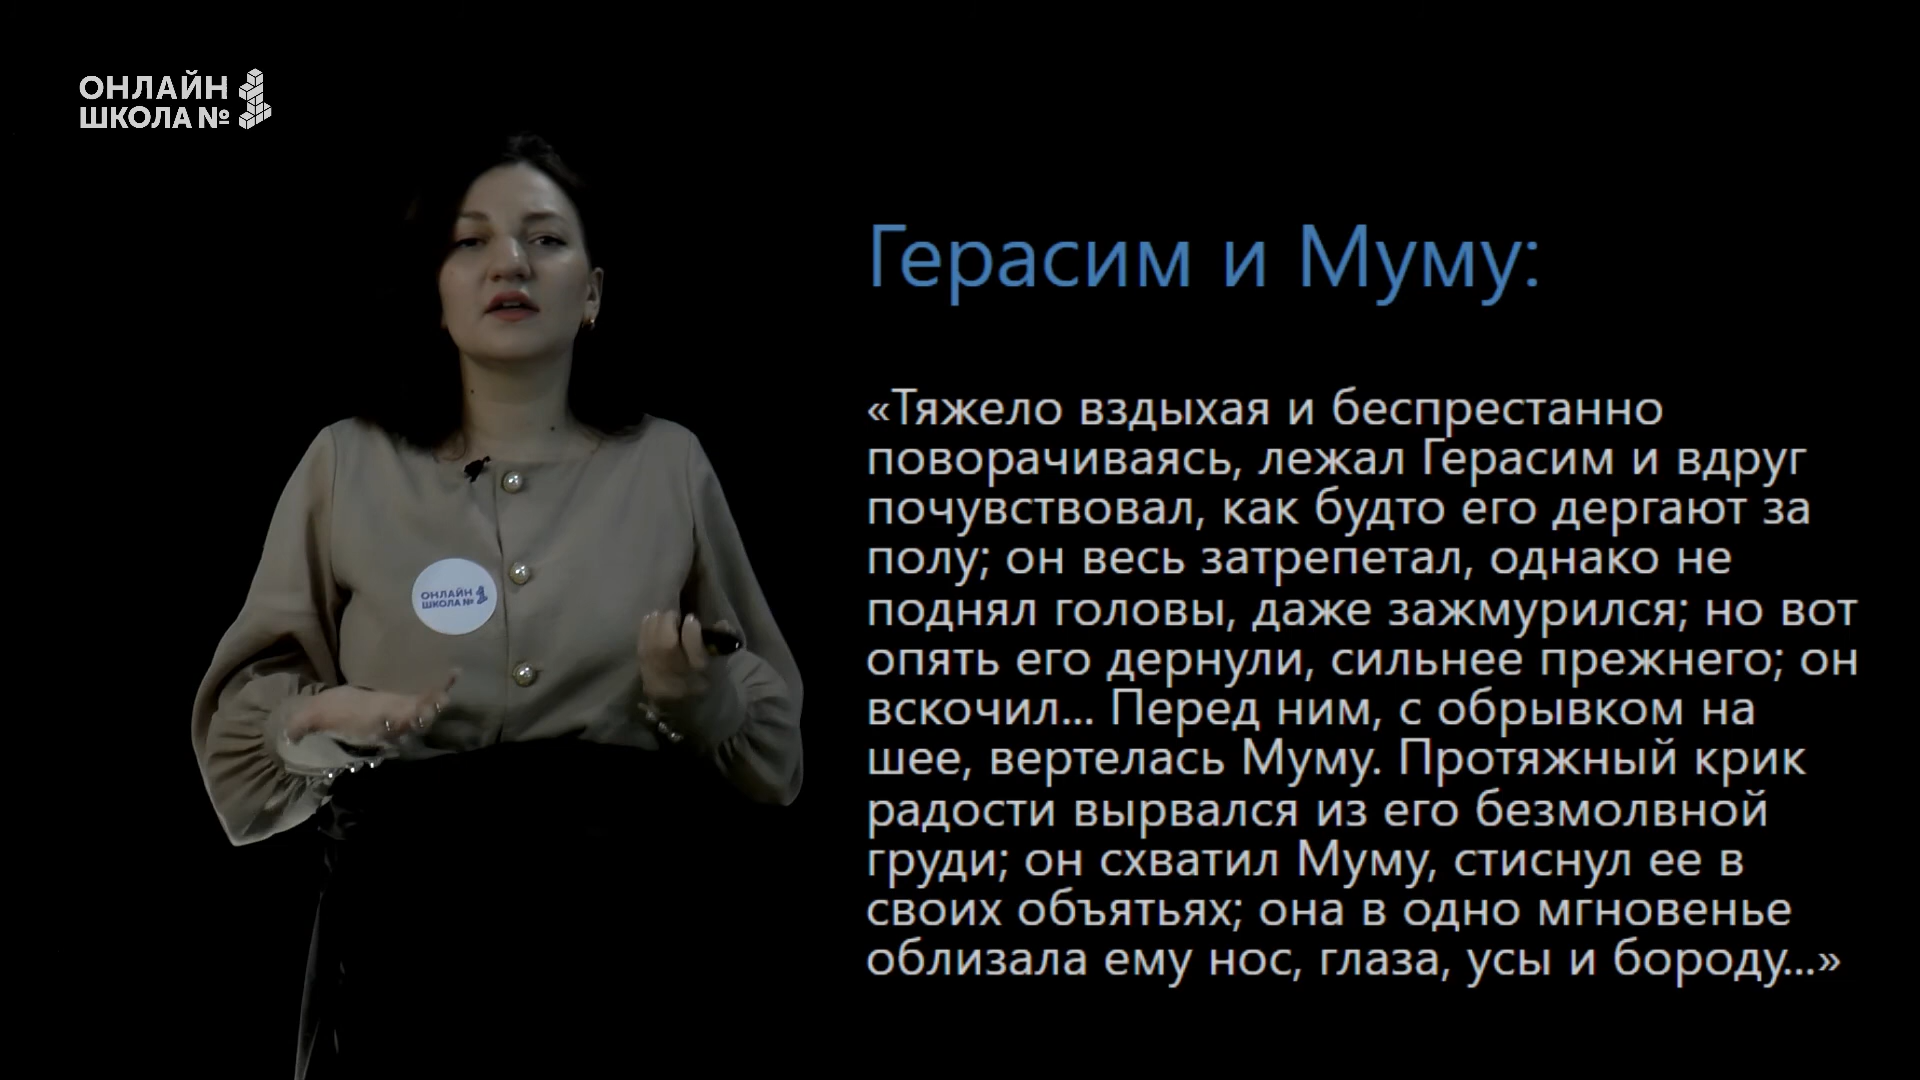 ОНЛАЙН
ШКОЛА №
Герасим и Муму:
«Тяжело вздыхая и беспрестанно
поворачиваясь, лежал Герасим и вдруг
почувствовал, как будто его дергают за
полу; он весь затрепетал, однако не
поднял головы, даже зажмурился; но вот
опять его дернули, сильнее прежнего; он
вскочил... Перед ним, с обрывком на
шее, вертелась Муму. Протяжный крик
радости вырвался из его безмолвной
груди; он схватил Муму, стиснул ее в
своих объятьях; она в одно мгновенье
облизала ему нос, глаза, усы и бороду...»
ОНЛАЙН
ШКОЛА №